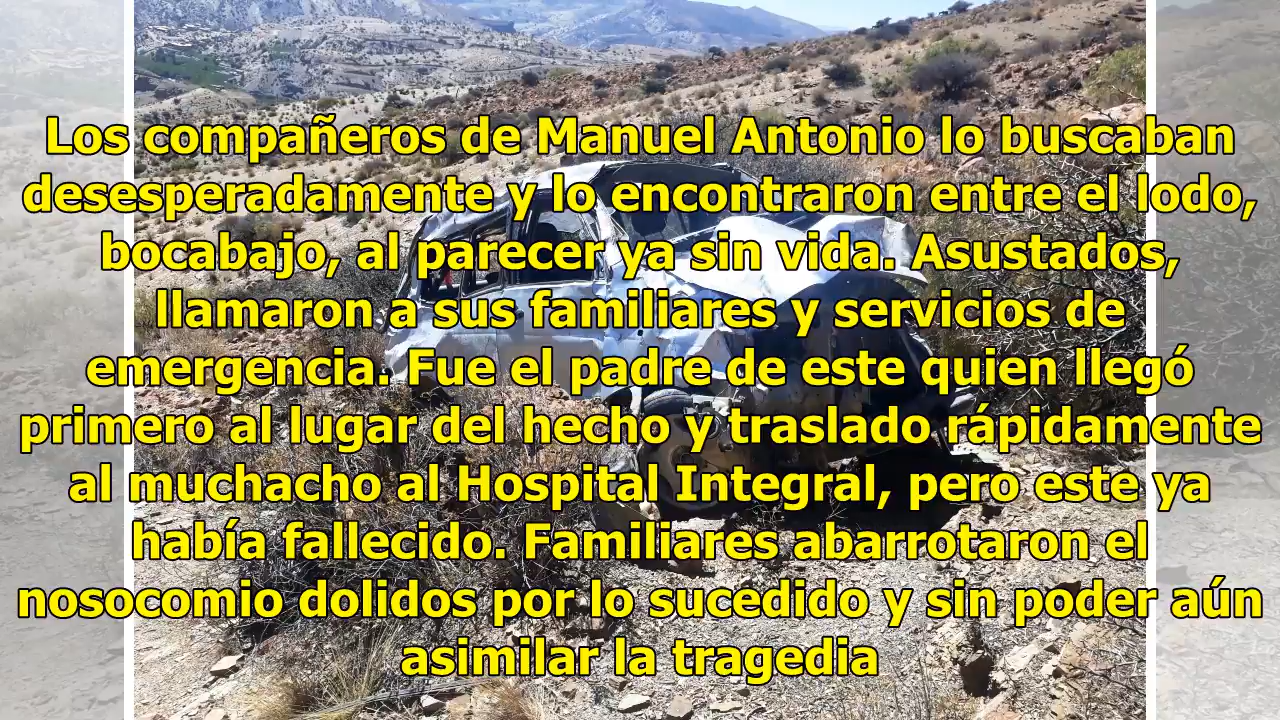 Los compañeros de Manuel Antonio lo buscaban
desesperadamente y lo encontraron entre el lodo,
bocabajo, al parecer ya sin vida. Asustados,
llamaron a sus familiares y servicios de
emergencia. Fue el padre de este quien llegó
primero al lugar del hecho y traslado rápidamente
al muchacho al Hospital Integral, pero este ya
había fallecido. Familiares abarrotaron el
nosocomio dolidos por lo sucedido y sin poder aún
asimilar la tragedia